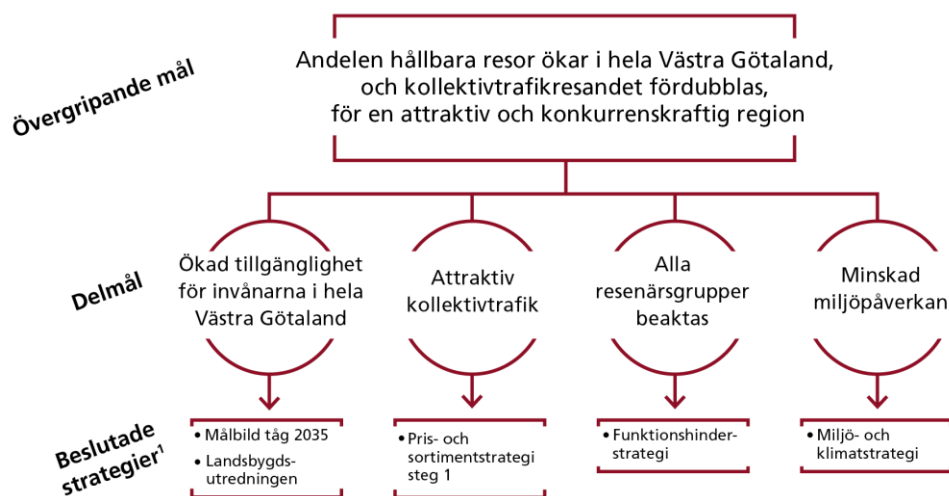 Övergripande mål
Andelen hållbara resor ökar i hela Västra Götaland,
och kollektivtrafikresandet fördubblas,
för en attraktiv och konkurrenskraftig region
Delmål
Ökad tillgänglighet
för invånarna i hela
Västra Götaland
Attraktiv
kollektivtrafik
Alla
resenärsgrupper
beaktas
Minskad
miljöpåverkan
Beslutade
strategier¹
• Målbild tåg 2035
• Landsbygds-
utredningen
• Pris- och
sortimentstrategi
steg 1
• Funktionshinder-
strategi
• Miljö- och
klimatstrategi